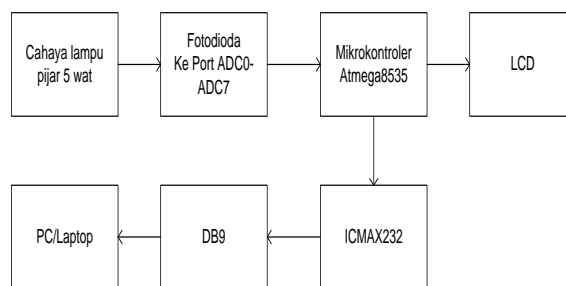 Cahaya lampu
pijar 5 wat
Fotodioda
Ke Port ADC0-
ADC7
Mikrokontroler
Atmega8535
LCD
PC/Laptop
DB9
ICMAX232